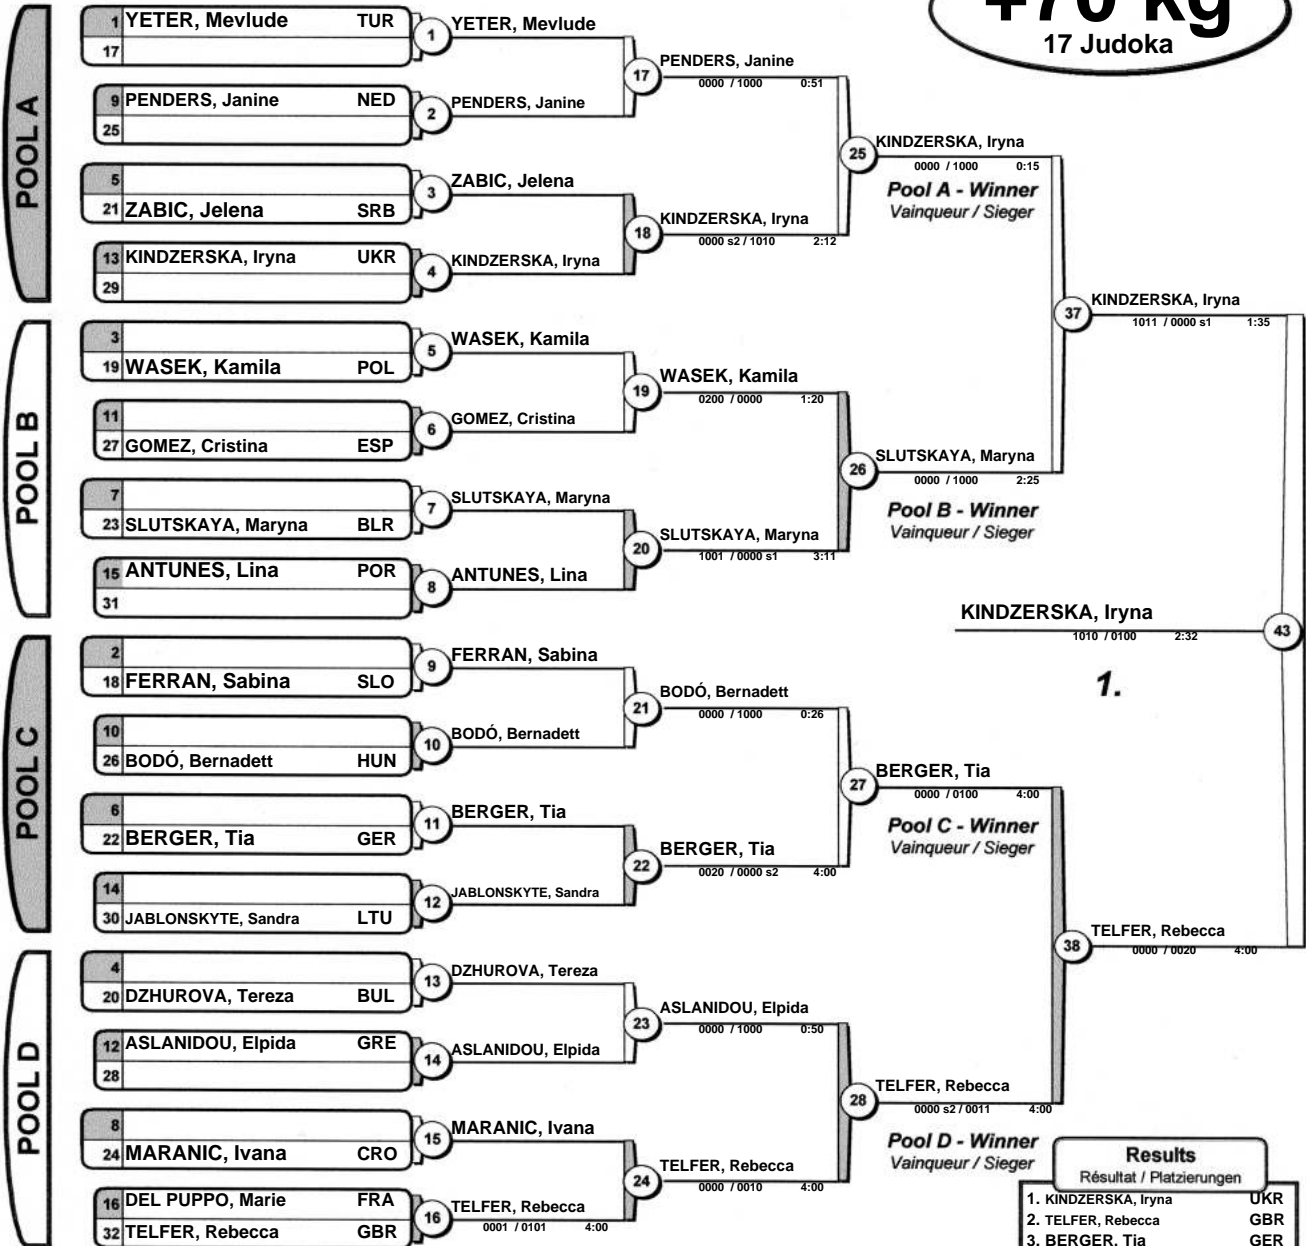 +70 kg
17 Judoka
POOL A
1 YETER, Mevlude TUR
17
1
YETER, Mevlude
9 PENDERS, Janine NED
25
2
PENDERS, Janine
17
PENDERS, Janine
0000 / 1000 0:51
5
21 ZABIC, Jelena SRB
3
ZABIC, Jelena
13 KINDZERSKA, Iryna UKR
29
4
KINDZERSKA, Iryna
18
KINDZERSKA, Iryna
0000 s2 / 1010 2:12
25
KINDZERSKA, Iryna
0000 / 1000 0:15
Pool A - Winner
Vainqueur / Sieger
POOL B
3
19 WASEK, Kamila POL
5
WASEK, Kamila
11
27 GOMEZ, Cristina ESP
6
GOMEZ, Cristina
19
WASEK, Kamila
0200 / 0000 1:20
7
23 SLUTSKAYA, Maryna BLR
7
SLUTSKAYA, Maryna
15 ANTUNES, Lina POR
31
8
ANTUNES, Lina
20
SLUTSKAYA, Maryna
1001 / 0000 s1 3:11
26
SLUTSKAYA, Maryna
0000 / 1000 2:25
Pool B - Winner
Vainqueur / Sieger
37
KINDZERSKA, Iryna
1011 / 0000 s1 1:35
KINDZERSKA, Iryna
1010 / 0100 2:32
43
1.
POOL C
2
18 FERRAN, Sabina SLO
9
FERRAN, Sabina
10
26 BODÓ, Bernadett HUN
10
BODÓ, Bernadett
21
BODÓ, Bernadett
0000 / 1000 0:26
6
22 BERGER, Tia GER
11
BERGER, Tia
14
30 JABLONSKYTE, Sandra LTU
12
JABLONSKYTE, Sandra
22
BERGER, Tia
0020 / 0000 s2 4:00
27
BERGER, Tia
0000 / 0100 4:00
Pool C - Winner
Vainqueur / Sieger
POOL D
4
20 DZHUROVA, Tereza BUL
13
DZHUROVA, Tereza
12 ASLANIDOU, Elpida GRE
28
14
ASLANIDOU, Elpida
23
ASLANIDOU, Elpida
0000 / 1000 0:50
8
24 MARANIC, Ivana CRO
15
MARANIC, Ivana
16 DEL PUPPO, Marie FRA
32 TELFER, Rebecca GBR
16
TELFER, Rebecca
0001 / 0101 4:00
24
TELFER, Rebecca
0000 / 0010 4:00
28
TELFER, Rebecca
0000 s2 / 0011 4:00
Pool D - Winner
Vainqueur / Sieger
38
TELFER, Rebecca
0000 / 0020 4:00
Results
Résultat / Platzierungen
1. KINDZERSKA, Iryna UKR
2. TELFER, Rebecca GBR
3. BERGER, Tia GER